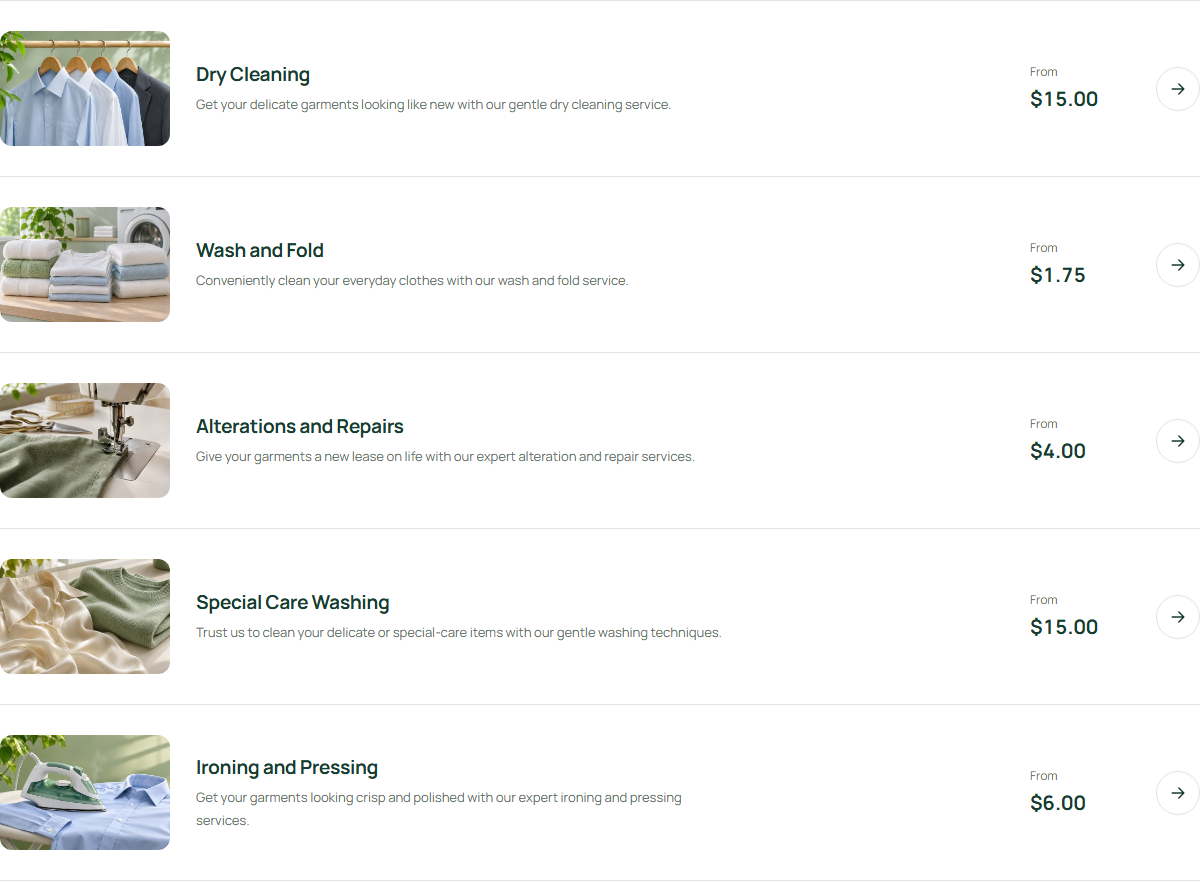 Dry Cleaning
Get your delicate garments looking like new with our gentle dry cleaning service.
From
$15.00
Wash and Fold
Conveniently clean your everyday clothes with our wash and fold service.
From
$1.75
Alterations and Repairs
Give your garments a new lease on life with our expert alteration and repair services.
From
$4.00
Special Care Washing
Trust us to clean your delicate or special-care items with our gentle washing techniques.
From
$15.00
Ironing and Pressing
Get your garments looking crisp and polished with our expert ironing and pressing
services.
From
$6.00